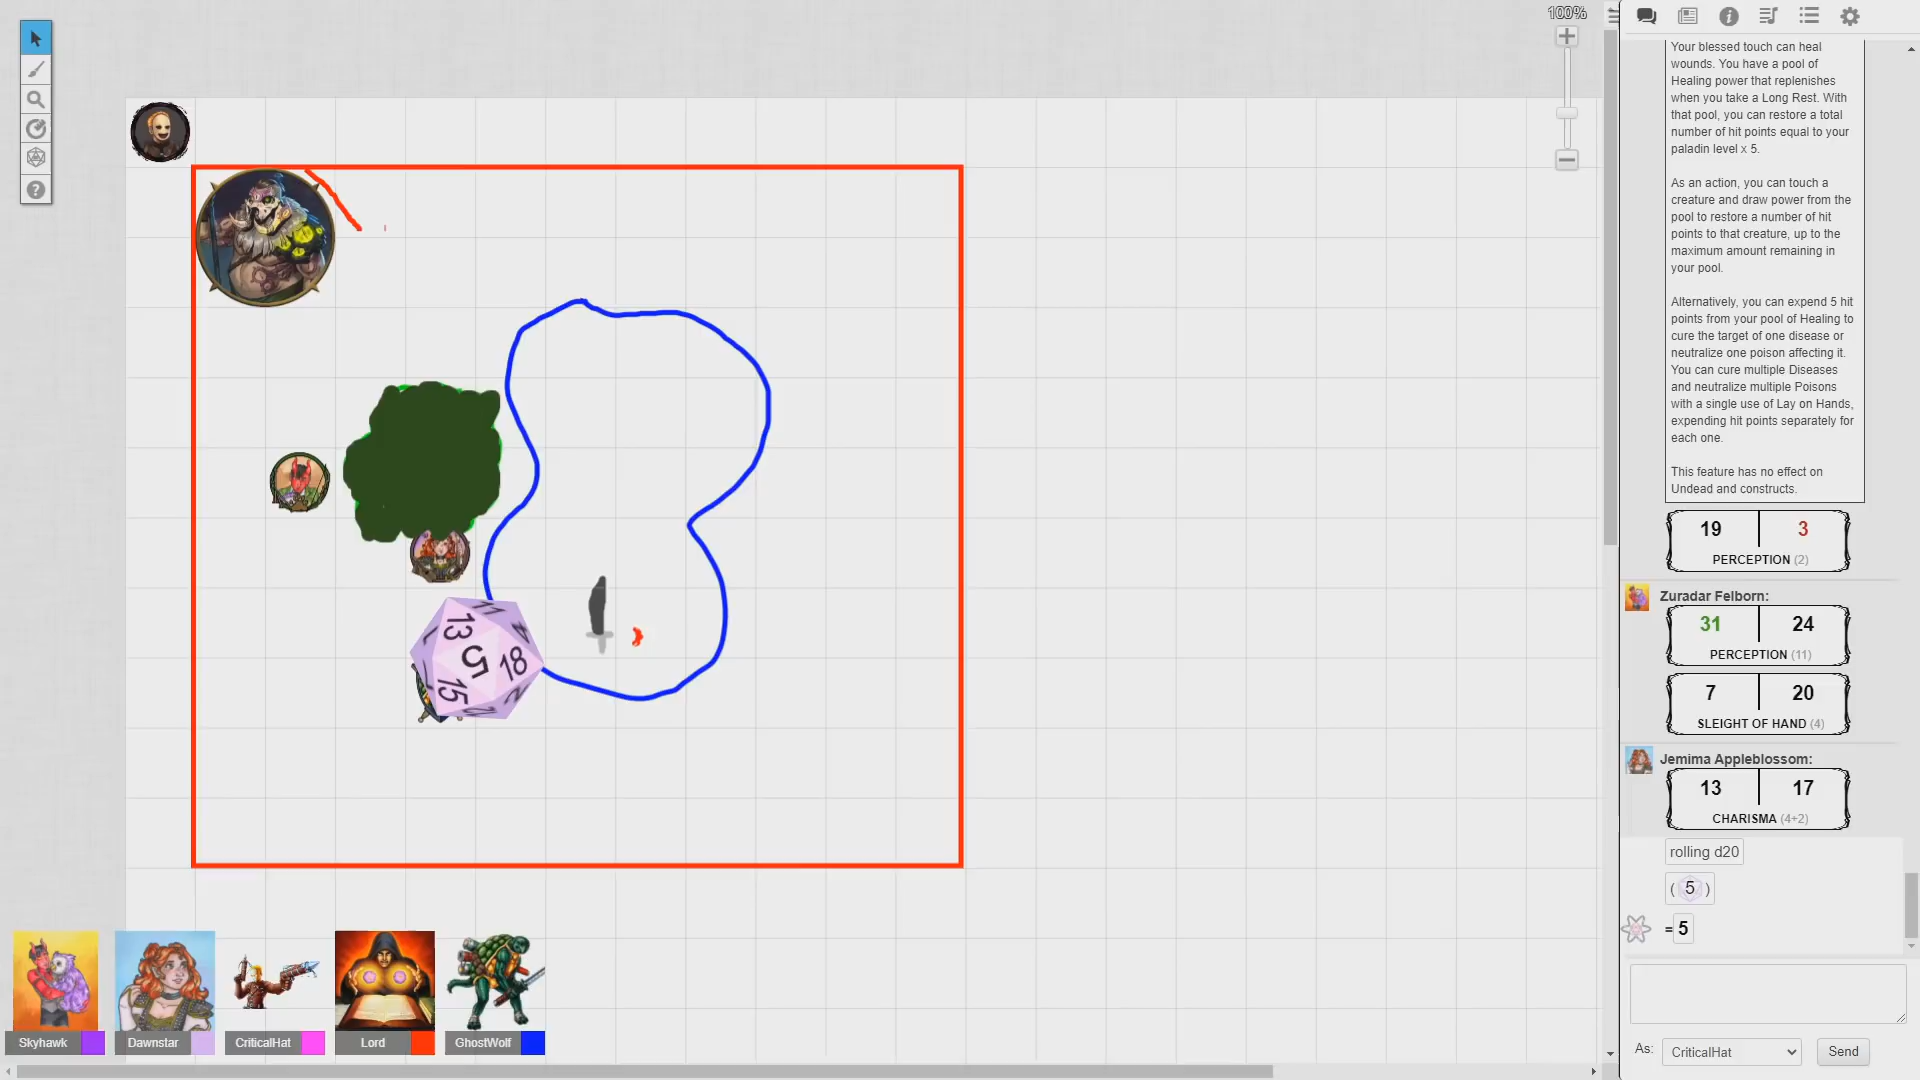 100%
Your blessed touch can heal
wounds. You have a pool of
Healing power that replenishes
when you take a Long Rest. With
that pool, you can restore a total
number of hit points equal to your
paladin level x 5.
As an action, you can touch a
creature and draw power from the
pool to restore a number of hit
points to that creature, up to the
maximum amount remaining in
your pool.
Alternatively, you can expend 5 hit
points from your pool of Healing to
cure the target of one disease or
neutralize one poison affecting it.
You can cure multiple Diseases
and neutralize multiple Poisons
with a single use of Lay on Hands,
expending hit points separately for
each one.
This feature has no effect on
Undead and constructs.
19 3
PERCEPTION (2)
Zuradar Felborn:
31 24
PERCEPTION (11)
7 20
SLEIGHT OF HAND (4)
Jemima Appleblossom:
13 17
CHARISMA (4+2)
rolling d20
(5)
=5
As: CriticalHat Send
11
13
5
18
15
Skyhawk Dawnstar CriticalHat Lord GhostWolf